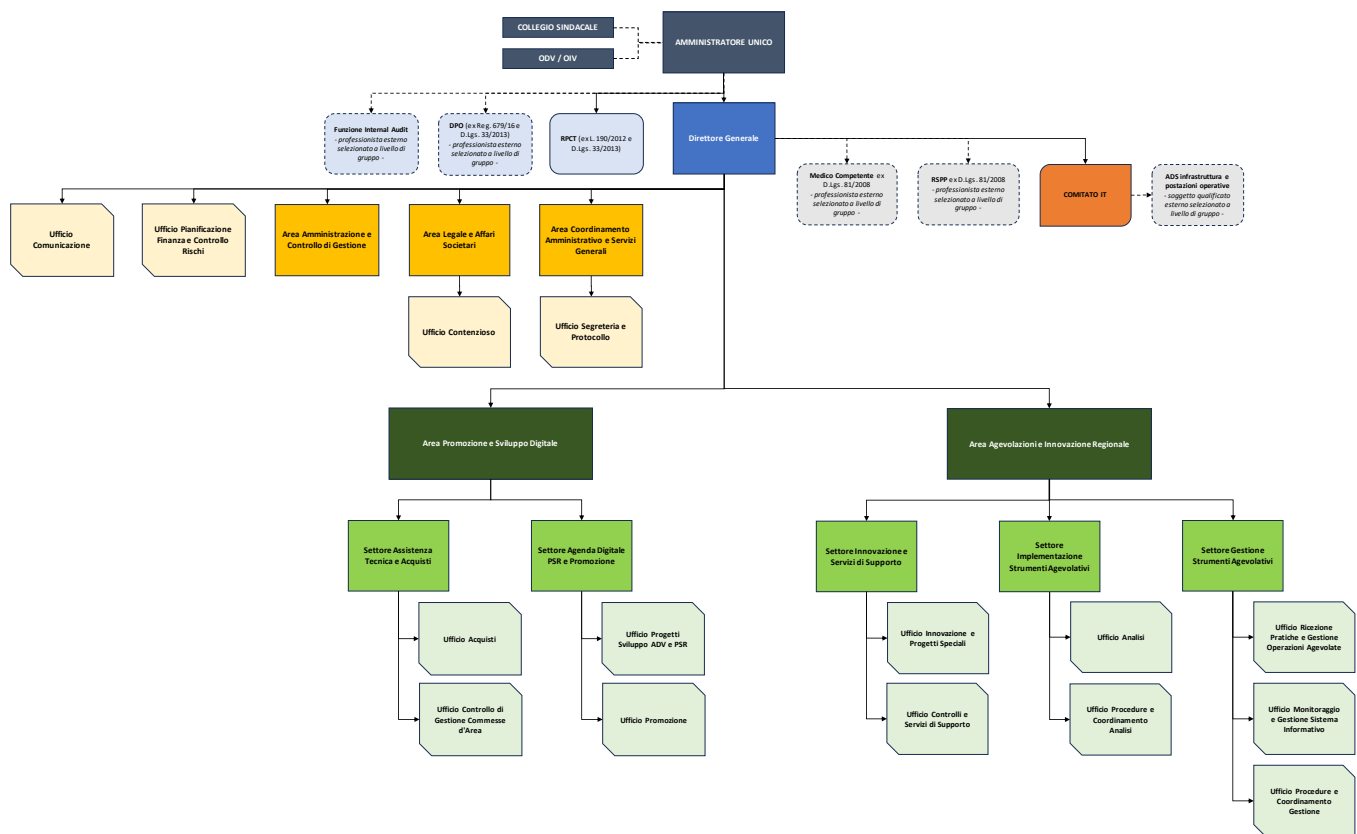 COLLEGIO SINDACALE
AMMINISTRATORE UNICO
ODV / OIV
Funzione Internal Audit
- professionista esterno
selezionato a livello di
gruppo -
DPO (ex Reg. 679/16 e
D.Lgs. 33/2013)
- professionista esterno
selezionato a livello di
gruppo -
RPCT (ex L. 190/2012 e
D.Lgs. 33/2013)
Direttore Generale
Medico Competente ex
D.Lgs. 81/2008
- professionista esterno
selezionato a livello di
gruppo -
RSPP ex D.Lgs. 81/2008
- professionista esterno
selezionato a livello di
gruppo -
COMITATO IT
ADS infrastruttura e
postazioni operative
- soggetto qualificato
esterno selezionato a
livello di gruppo -
Ufficio
Comunicazione
Ufficio Pianificazione
Finanza e Controllo
Rischi
Area Amministrazione e
Controllo di Gestione
Area Legale e Affari
Societari
Area Coordinamento
Amministrativo e Servizi
Generali
Ufficio Contenzioso
Ufficio Segreteria e
Protocollo
Area Promozione e Sviluppo Digitale
Area Agevolazioni e Innovazione Regionale
Settore Assistenza
Tecnica e Acquisti
Settore Agenda Digitale
PSR e Promozione
Settore Innovazione e
Servizi di Supporto
Settore
Implementazione
Strumenti Agevolativi
Settore Gestione
Strumenti Agevolativi
Ufficio Acquisti
Ufficio Progetti
Sviluppo ADV e PSR
Ufficio Innovazione e
Progetti Speciali
Ufficio Analisi
Ufficio Ricezione
Pratiche e Gestione
Operazioni Agevolate
Ufficio Controllo di
Gestione Commesse
d'Area
Ufficio Promozione
Ufficio Controlli e
Servizi di Supporto
Ufficio Procedure e
Coordinamento
Analisi
Ufficio Monitoraggio
e Gestione Sistema
Informativo
Ufficio Procedure e
Coordinamento
Gestione